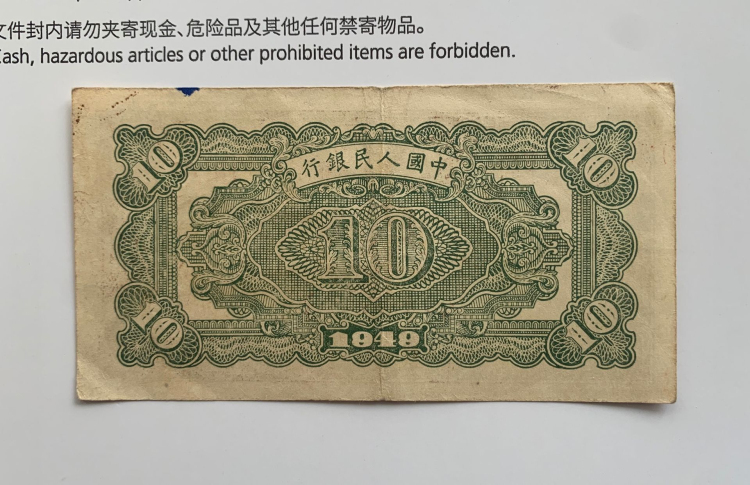 文件封内请勿夹寄现金、危险品及其他任何禁寄物品。
Cash, hazardous articles or other prohibited items are forbidden.
10 10
行銀民人國中
10
10 10
1949